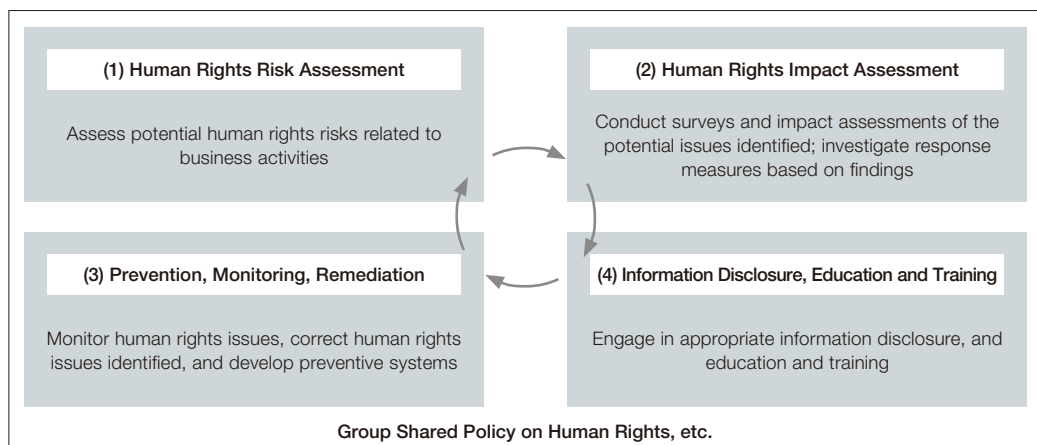 (1) Human Rights Risk Assessment
Assess potential human rights risks related to
business activities
(2) Human Rights Impact Assessment
Conduct surveys and impact assessments of the
potential issues identified; investigate response
measures based on findings
(3) Prevention, Monitoring, Remediation
Monitor human rights issues, correct human rights
issues identified, and develop preventive systems
(4) Information Disclosure, Education and Training
Engage in appropriate information disclosure, and
education and training
Group Shared Policy on Human Rights, etc.